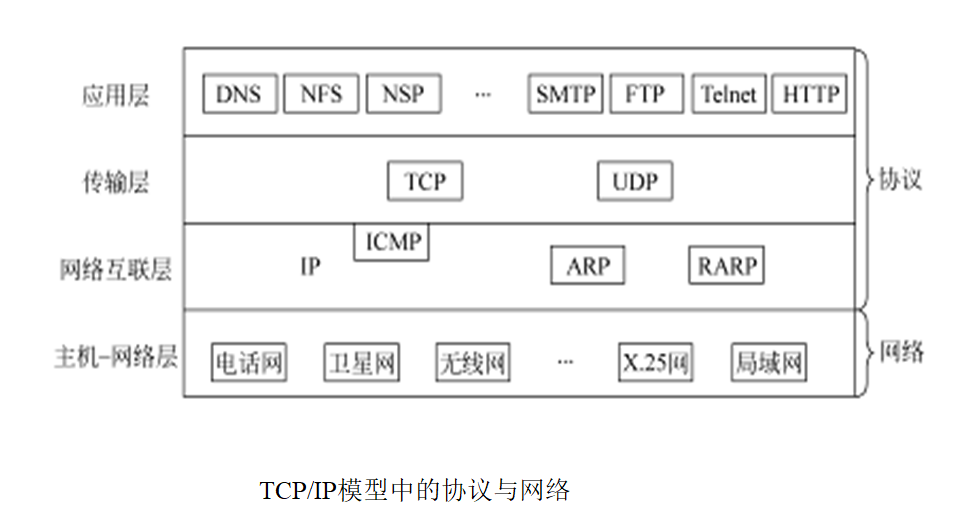 应用层 DNS NFS NSP ··· SMTP FTP Telnet HTTP
传输层 TCP UDP 协议
ICMP
网络互联层 IP ARP RARP
主机–网络层 电话网 卫星网 无线网 ··· X.25网 局域网 网络
TCP/IP模型中的协议与网络